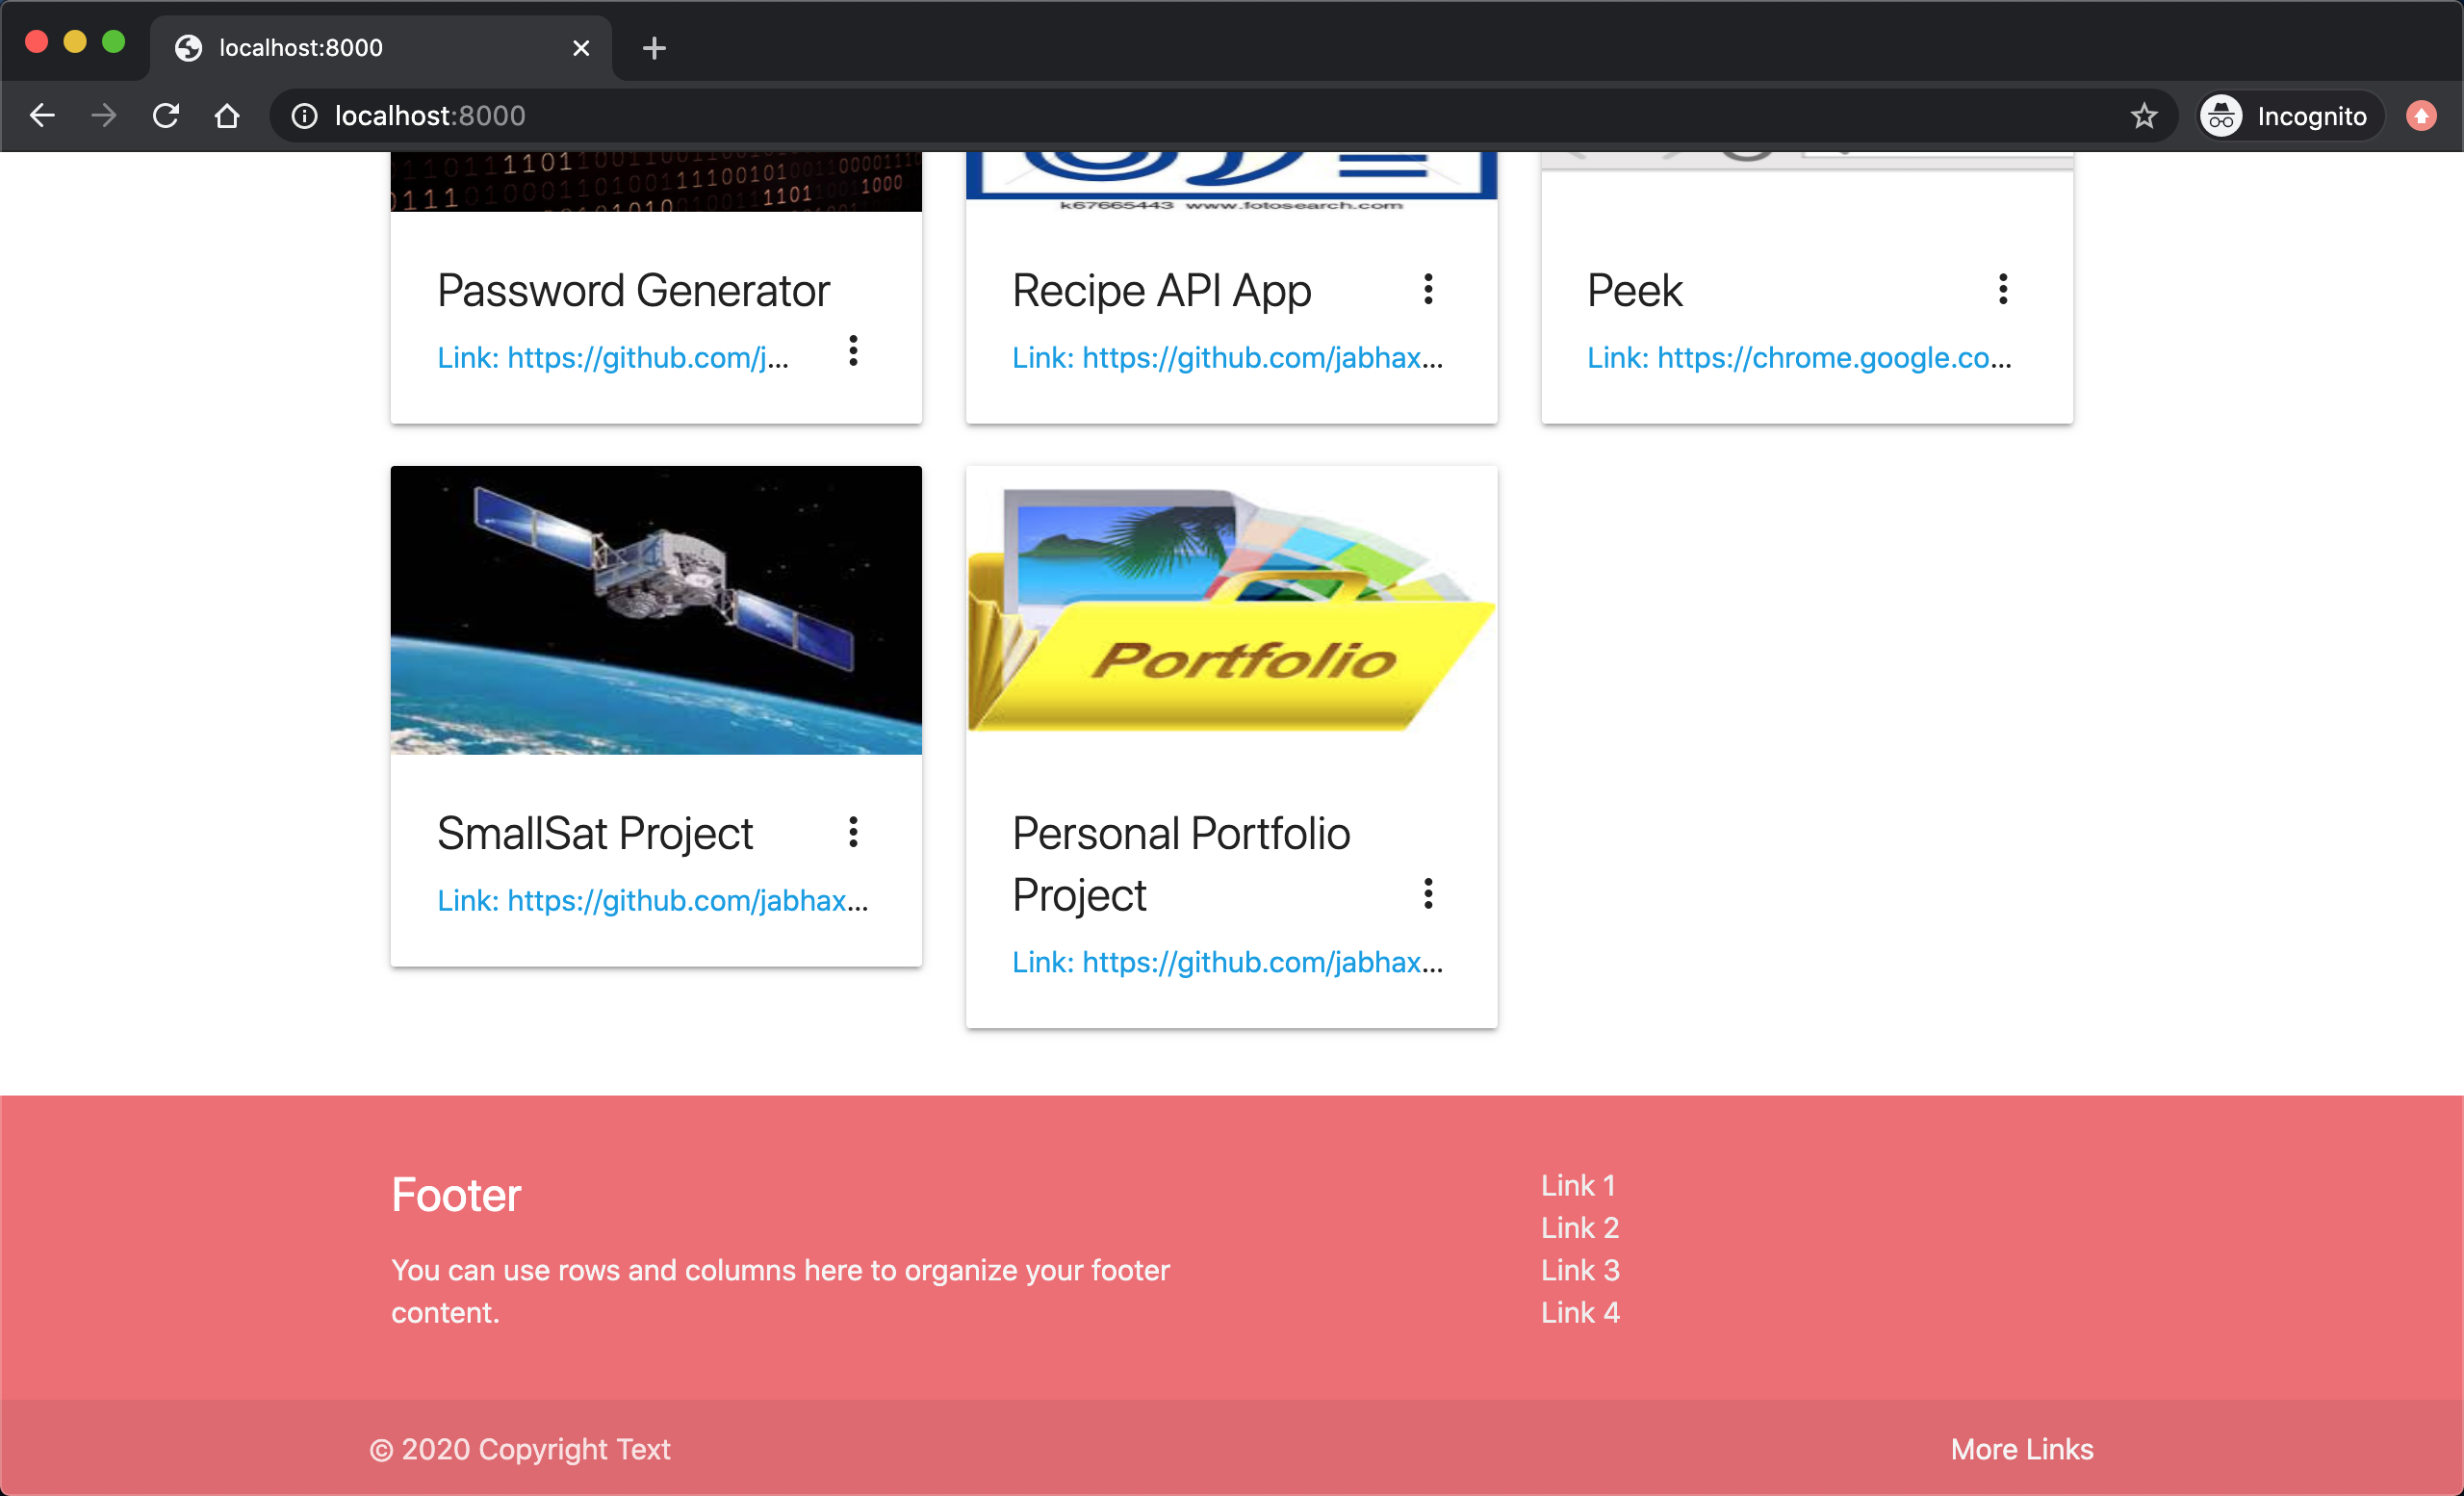 localhost:8000
localhost:8000
Incognito
k67665443 www.fotosearch.com
Password Generator
Link: https://github.com/j...
Recipe API App
Link: https://github.com/jabhax...
Peek
Link: https://chrome.google.co...
Portfolio
SmallSat Project
Link: https://github.com/jabhax...
Personal Portfolio
Project
Link: https://github.com/jabhax...
Footer
You can use rows and columns here to organize your footer
content.
Link 1
Link 2
Link 3
Link 4
© 2020 Copyright Text
More Links